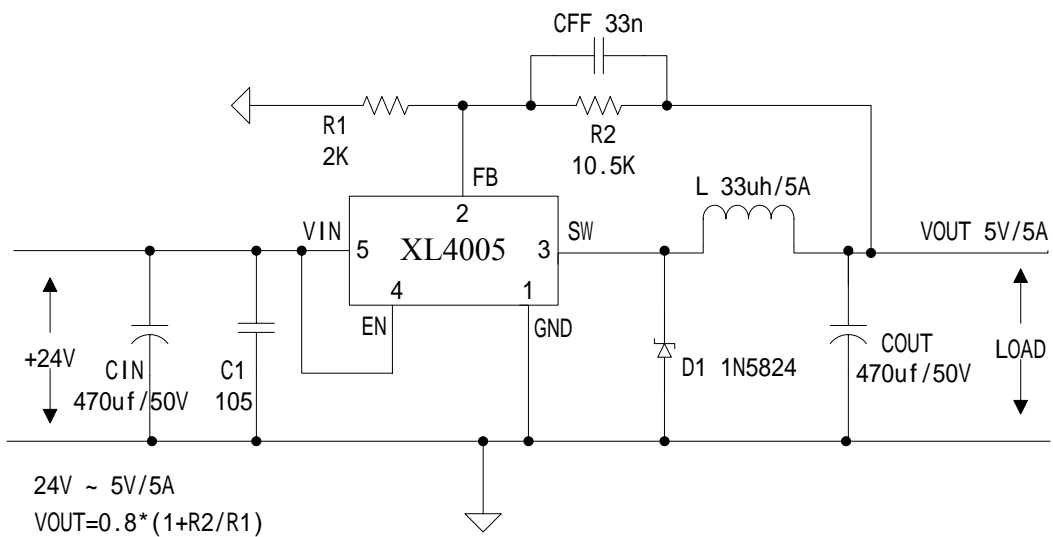 CFF 33n
R1
2K
R2
10.5K
FB
L 33uh/5A
2
VIN
SW
VOUT 5V/5A
5
XL4005
3
4
1
EN
GND
+24V
CIN
470uf/50V
C1
105
D1 1N5824
COUT
470uf/50V
LOAD
24V ~ 5V/5A
VOUT=0.8*(1+R2/R1)